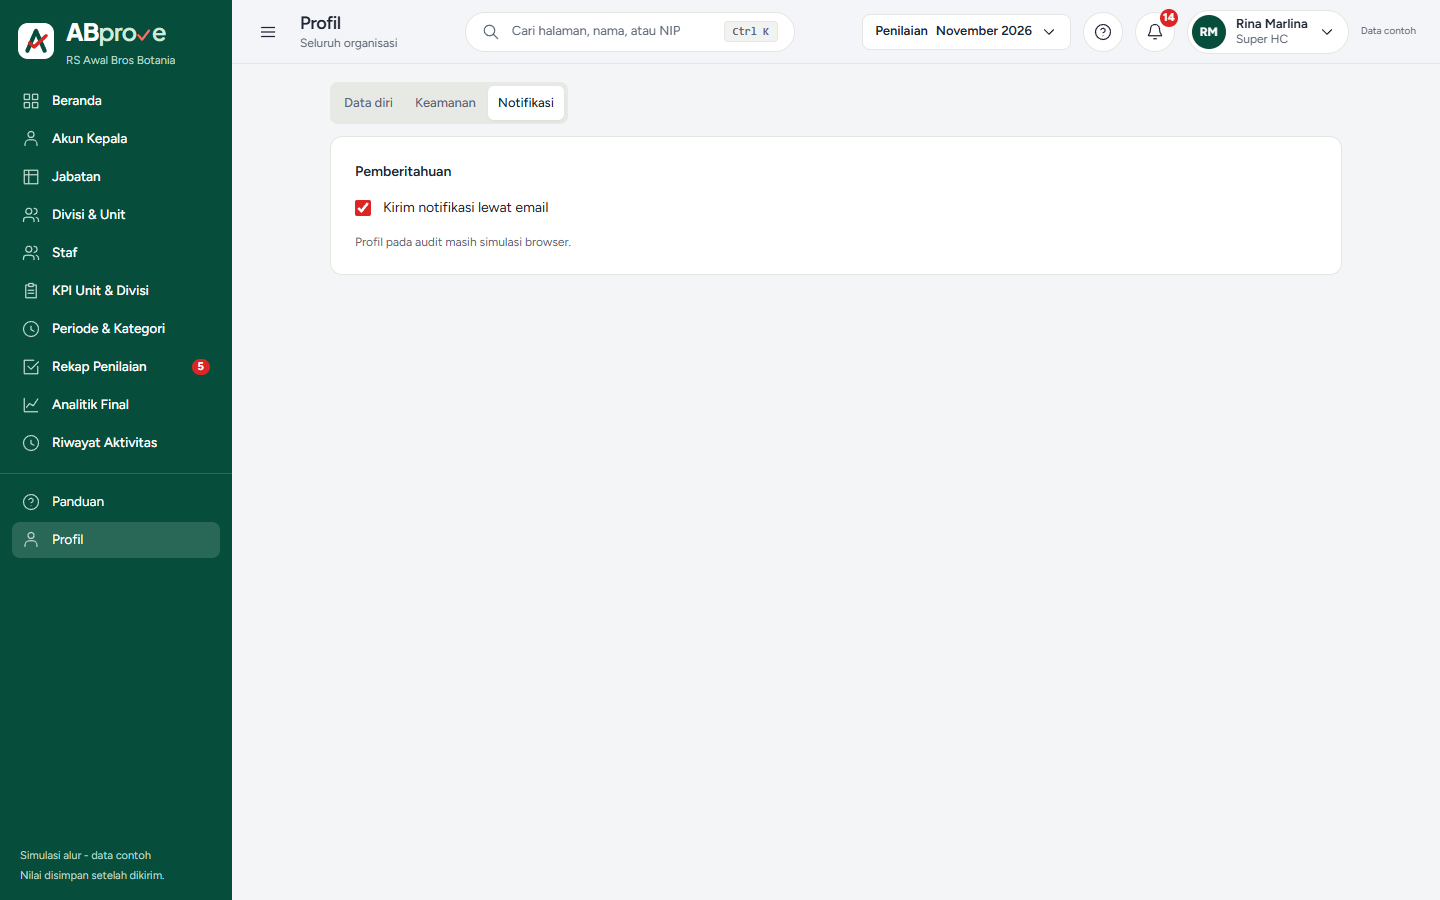 ABprove
RS Awal Bros Botania
Beranda
Akun Kepala
Jabatan
Divisi & Unit
Staf
KPI Unit & Divisi
Periode & Kategori
Rekap Penilaian 5
Analitik Final
Riwayat Aktivitas
Panduan
Profil
Simulasi alur - data contoh
Nilai disimpan setelah dikirim.
Profil
Seluruh organisasi
Cari halaman, nama, atau NIP Ctrl K
Penilaian November 2026
14
RM
Rina Marlina
Super HC
Data contoh
Data diri Keamanan Notifikasi
Pemberitahuan
Kirim notifikasi lewat email
Profil pada audit masih simulasi browser.